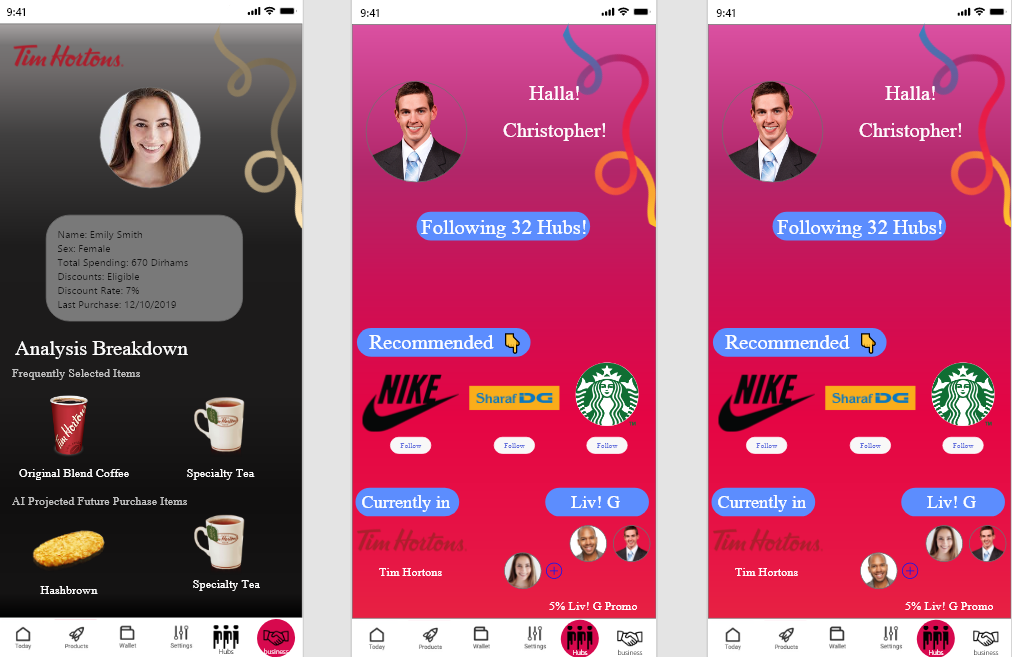 9:41
Tim Hortons.
Name: Emily Smith
Sex: Female
Total Spending: 670 Dirhams
Discounts: Eligible
Discount Rate: 7%
Last Purchase: 12/10/2019
Analysis Breakdown
Frequently Selected Items
Tim Hortons
Original Blend Coffee
Specialty Tea
AI Projected Future Purchase Items
Hashbrown
Specialty Tea
Today
Products
Wallet
Settings
Hubs
business
9:41
Halla!
Christopher!
Following 32 Hubs!
Recommended
NIKE
Sharaf DG
Follow
Follow
Follow
Currently in
Liv! G
Tim Hortons.
Tim Hortons
5% Liv! G Promo
Today
Products
Wallet
Settings
Hubs
business
9:41
Halla!
Christopher!
Following 32 Hubs!
Recommended
NIKE
Sharaf DG
Follow
Follow
Follow
Currently in
Liv! G
Tim Hortons.
Tim Hortons
5% Liv! G Promo
Today
Products
Wallet
Settings
Hubs
business